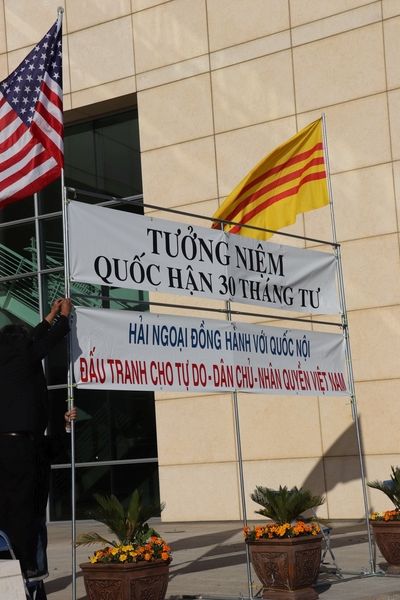 TƯỞNG NIỆM
QUỐC HẬN 30 THÁNG TƯ
HẢI NGOẠI ĐỒNG HÀNH VỚI QUỐC NỘI
ĐẤU TRANH CHO TỰ DO - DÂN CHỦ - NHÂN QUYỀN VIỆT NAM